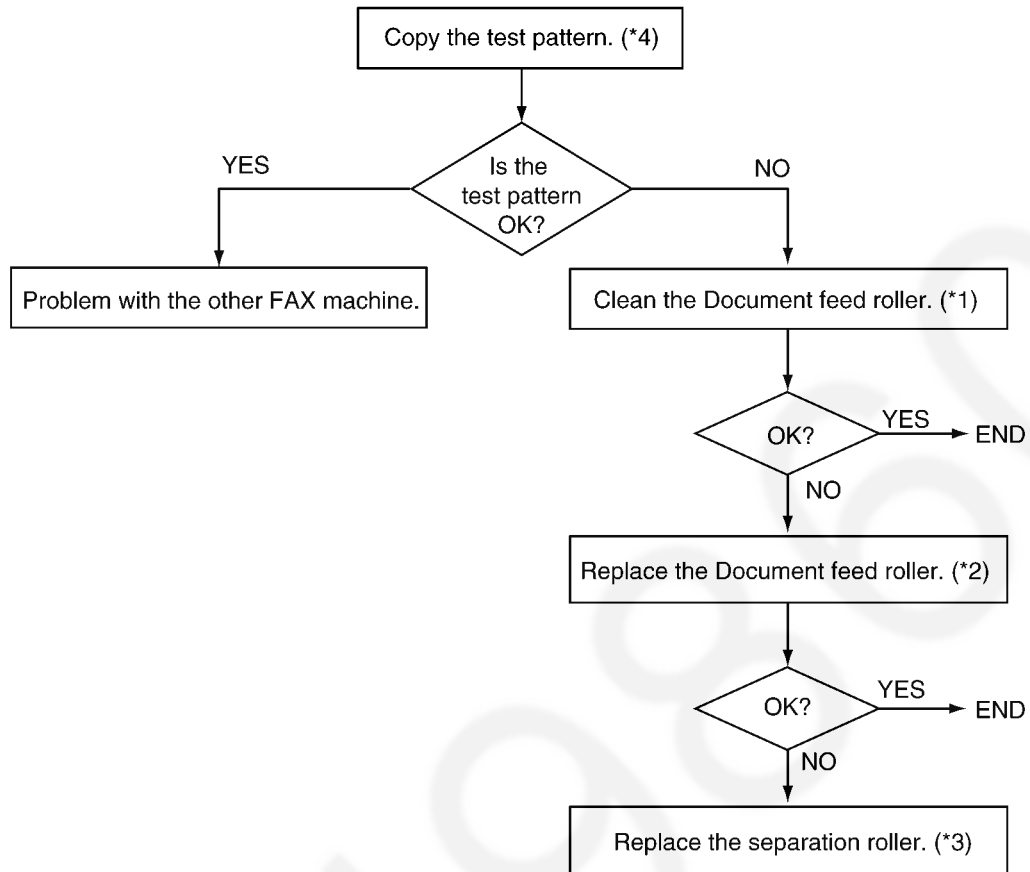 Copy the test pattern. (*4)
YES
Is the
test pattern
OK?
NO
Problem with the other FAX machine.
Clean the Document feed roller. (*1)
OK?
YES
END
NO
Replace the Document feed roller. (*2)
OK?
YES
END
NO
Replace the separation roller. (*3)